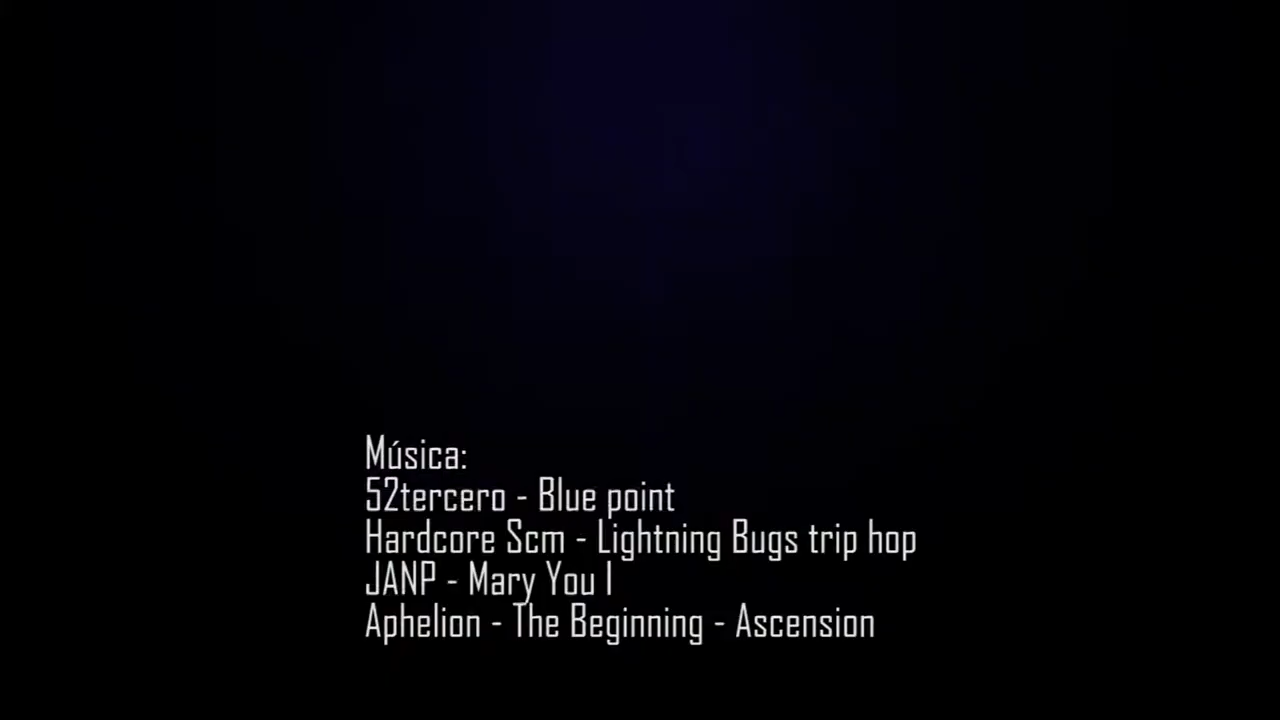 Música:
52tercero - Blue point
Hardcore Scm - Lightning Bugs trip hop
JANP - Mary You I
Aphelion - The Beginning - Ascension